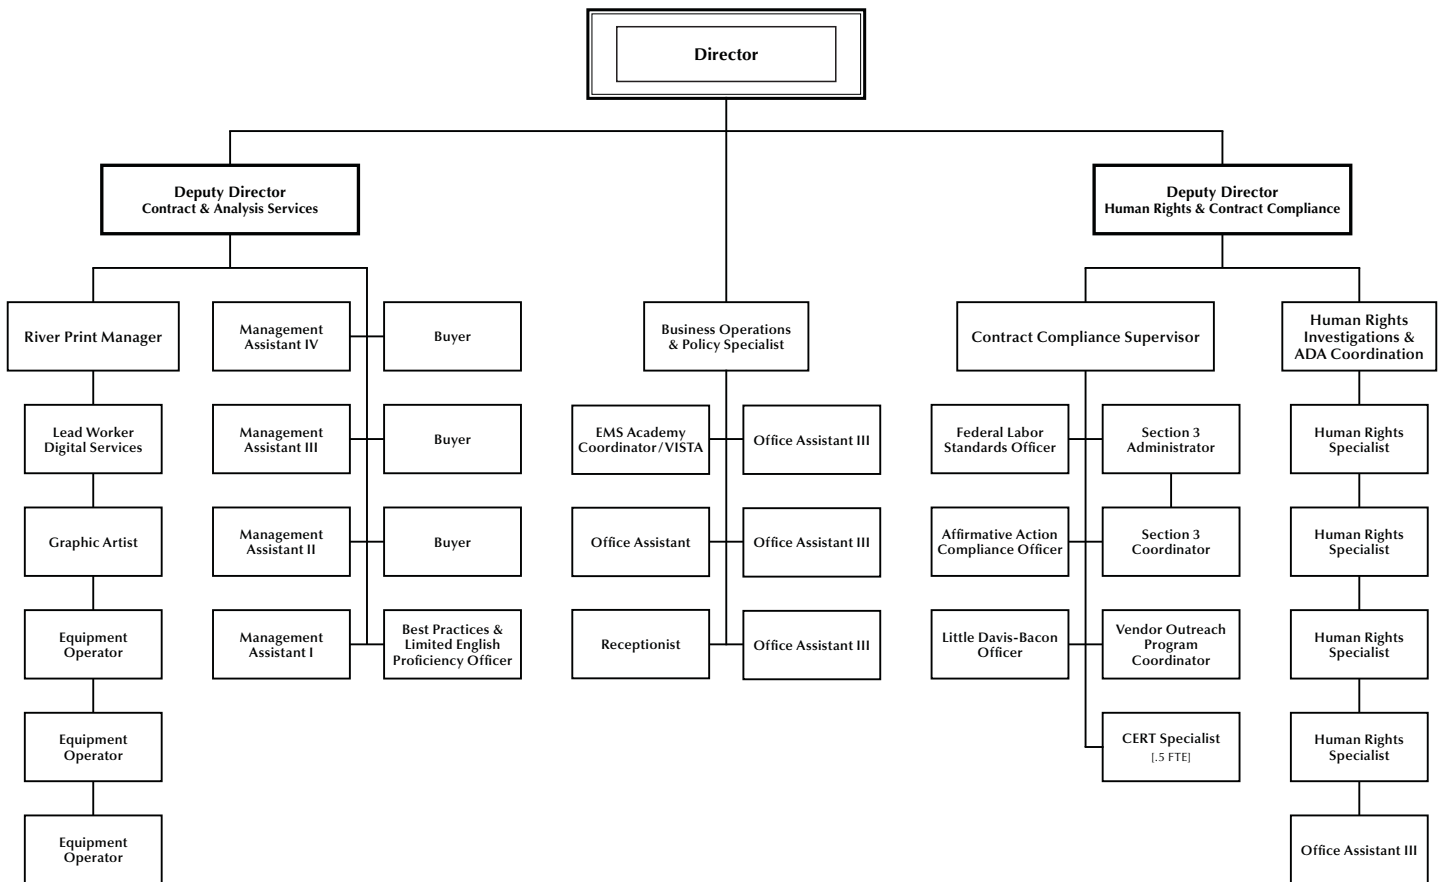 Director
Deputy Director
Contract & Analysis Services
Deputy Director
Human Rights & Contract Compliance
River Print Manager
Management
Assistant IV
Buyer
Business Operations
& Policy Specialist
Contract Compliance Supervisor
Human Rights
Investigations &
ADA Coordination
Lead Worker
Digital Services
Management
Assistant III
Buyer
EMS Academy
Coordinator/VISTA
Office Assistant III
Federal Labor
Standards Officer
Section 3
Administrator
Human Rights
Specialist
Graphic Artist
Management
Assistant II
Buyer
Office Assistant
Office Assistant III
Affirmative Action
Compliance Officer
Section 3
Coordinator
Human Rights
Specialist
Equipment
Operator
Management
Assistant I
Best Practices &
Limited English
Proficiency Officer
Receptionist
Office Assistant III
Little Davis-Bacon
Officer
Vendor Outreach
Program
Coordinator
Human Rights
Specialist
Equipment
Operator
CERT Specialist
[.5 FTE]
Human Rights
Specialist
Equipment
Operator
Office Assistant III